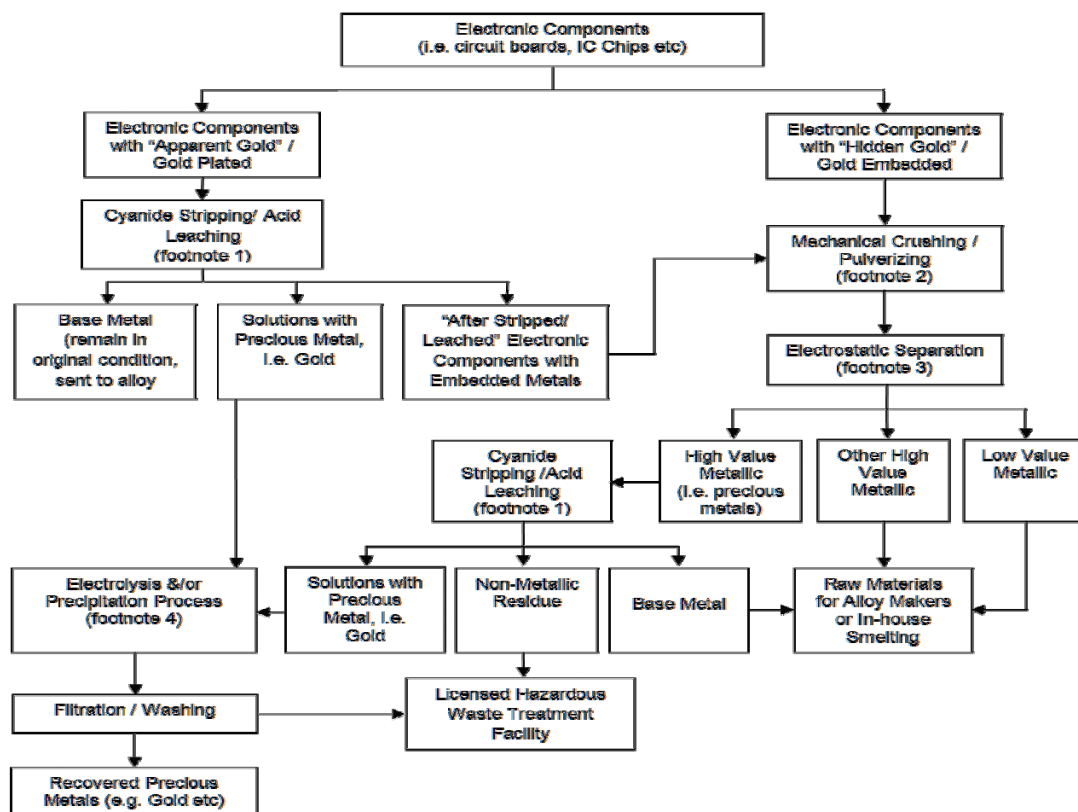 Electronic Components
(i.e. circuit boards, IC Chips etc)
Electronic Components
with "Apparent Gold" /
Gold Plated
Electronic Components
with "Hidden Gold" /
Gold Embedded
Cyanide Stripping/ Acid
Leaching
(footnote 1)
Mechanical Crushing /
Pulverizing
(footnote 2)
Base Metal
(remain in
original condition,
sent to alloy
Solutions with
Precious Metal,
i.e. Gold
"After Stripped/
Leached" Electronic
Components with
Embedded Metals
Electrostatic Separation
(footnote 3)
Cyanide
Stripping /Acid
Leaching
(footnote 1)
High Value
Metallic
(i.e. precious
metals)
Other High
Value
Metallic
Low Value
Metallic
Electrolysis &/or
Precipitation Process
(footnote 4)
Solutions with
Precious
Metal, i.e.
Gold
Non-Metallic
Residue
Base Metal
Raw Materials
for Alloy Makers
or In-house
Smelting
Filtration / Washing
Licensed Hazardous
Waste Treatment
Facility
Recovered Precious
Metals (e.g. Gold etc)